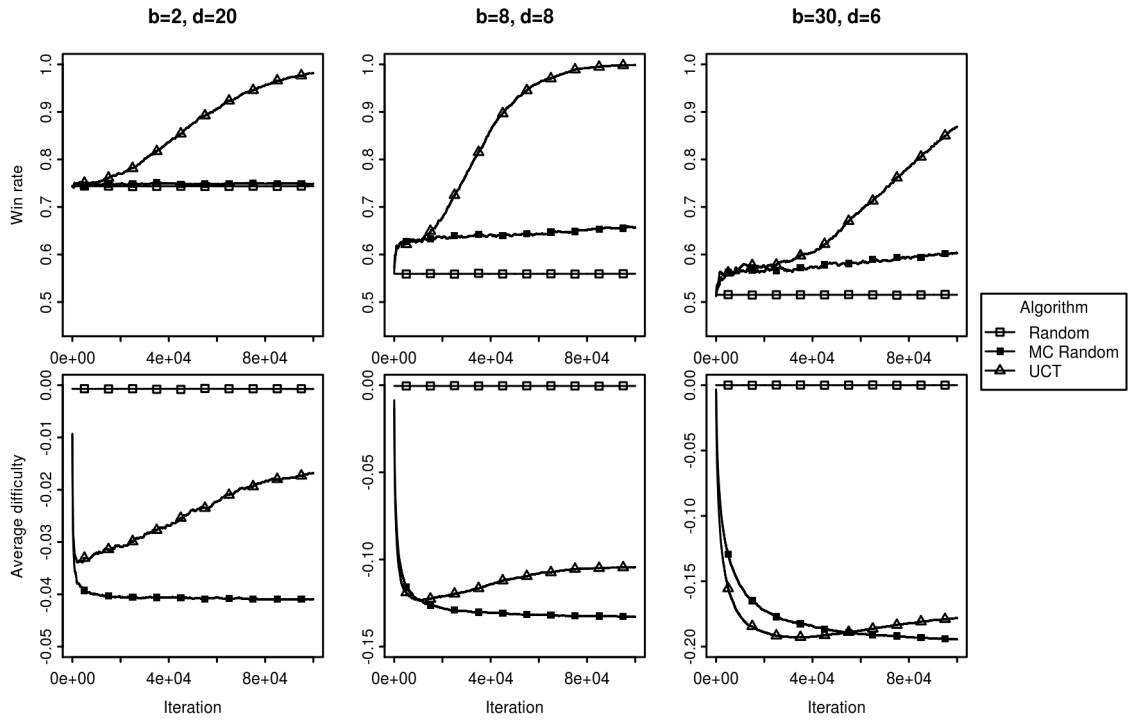 b=2, d=20
b=8, d=8
b=30, d=6
Win rate
1.0
0.9
0.8
0.7
0.6
0.5
0e+00 4e+04 8e+04
1.0
0.9
0.8
0.7
0.6
0.5
0e+00 4e+04 8e+04
1.0
0.9
0.8
0.7
0.6
0.5
0e+00 4e+04 8e+04
Algorithm
Random
MC Random
UCT
Average difficulty
0.00
-0.01
-0.02
-0.03
-0.04
-0.05
0e+00 4e+04 8e+04
Iteration
0.00
-0.05
-0.10
-0.15
0e+00 4e+04 8e+04
Iteration
0.00
-0.05
-0.10
-0.15
-0.20
0e+00 4e+04 8e+04
Iteration